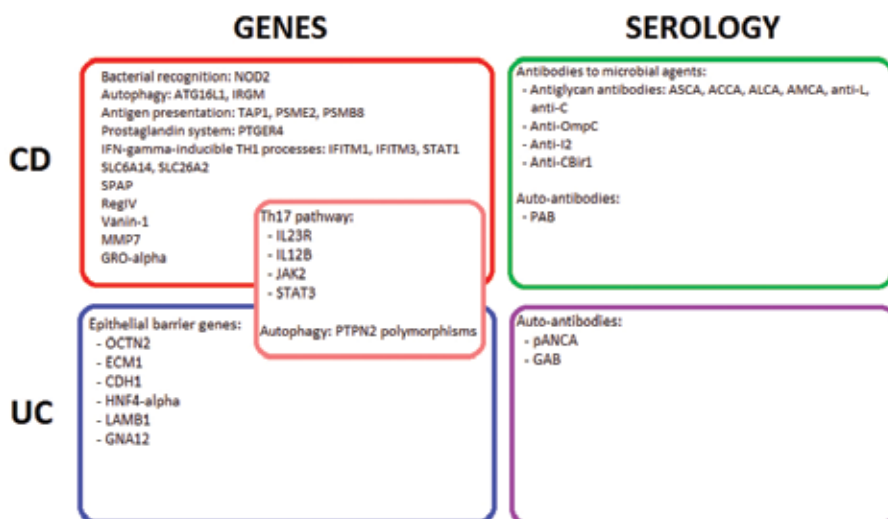 GENES
SEROLOGY
CD
Bacterial recognition: NOD2
Autophagy: ATG16L1, IRGM
Antigen presentation: TAP1, PSME2, PSMB8
Prostaglandin system: PTGER4
IFN-gamma-inducible TH1 processes: IFITM1, IFITM3, STAT1
SLC6A14, SLC26A2
SPAP
RegIV
Vanin-1
MMP7
GRO-alpha
Antibodies to microbial agents:
- Antiglycan antibodies: ASCA, ACCA, ALCA, AMCA, anti-L,
anti-C
- Anti-OmpC
- Anti-I2
- Anti-CBir1
Auto-antibodies:
- PAB
Th17 pathway:
- IL23R
- IL12B
- JAK2
- STAT3
Autophagy: PTPN2 polymorphisms
UC
Epithelial barrier genes:
- OCTN2
- ECM1
- CDH1
- HNF4-alpha
- LAMB1
- GNA12
Auto-antibodies:
- pANCA
- GAB